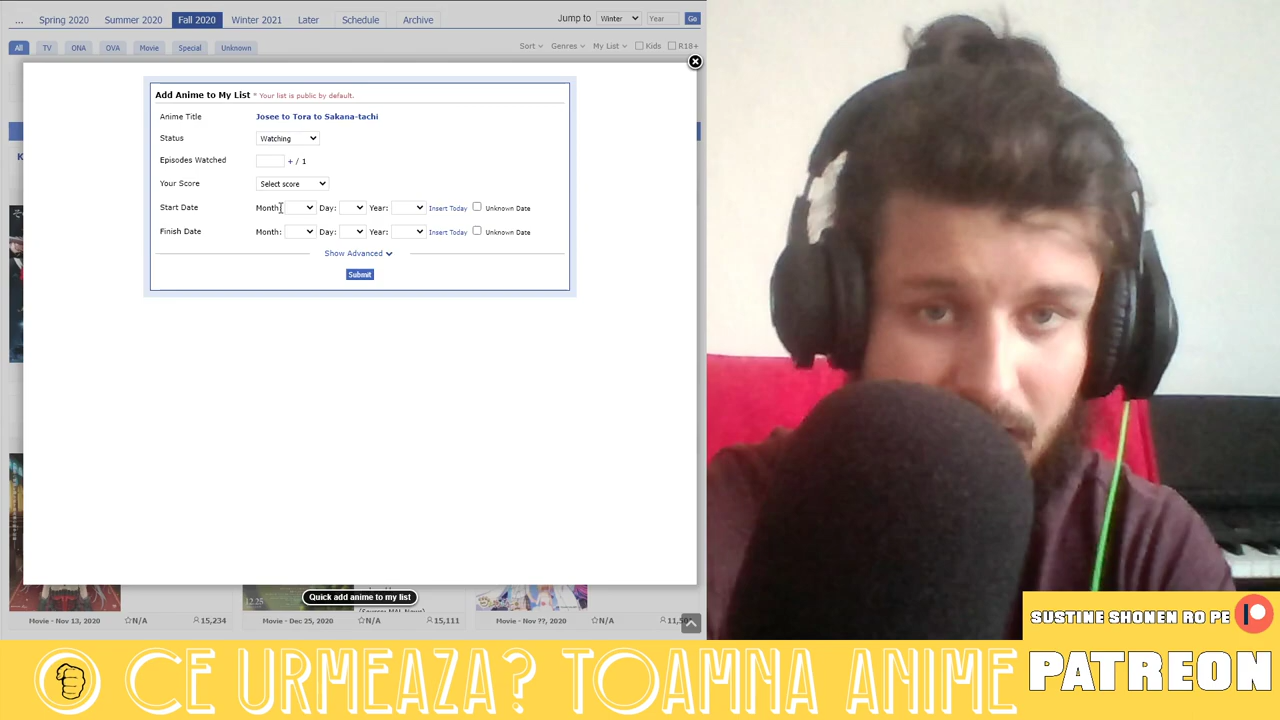 ... Spring 2020 Summer 2020 Fall 2020 Winter 2021 Later Schedule Archive Jump to Winter Year Go
All TV ONA OVA Movie Special Unknown Sort Genres My List Kids R18+
Add Anime to My List * Your list is public by default.
Anime Title Josee to Tora to Sakana-tachi
Status Watching
Episodes Watched + / 1
Your Score Select score
Start Date Month: Day: Year: Insert Today Unknown Date
Finish Date Month: Day: Year: Insert Today Unknown Date
Show Advanced
Submit
K
12.25
Quick add anime to my list
(Source: MAL News)
Movie - Nov 13, 2020 N/A 15,234 Movie - Dec 25, 2020 N/A 15,111 Movie - Nov ??, 2020 N/A
SUSTINE SHONEN RO PE
CE URMEAZA? TOAMNA ANIME
PATREON